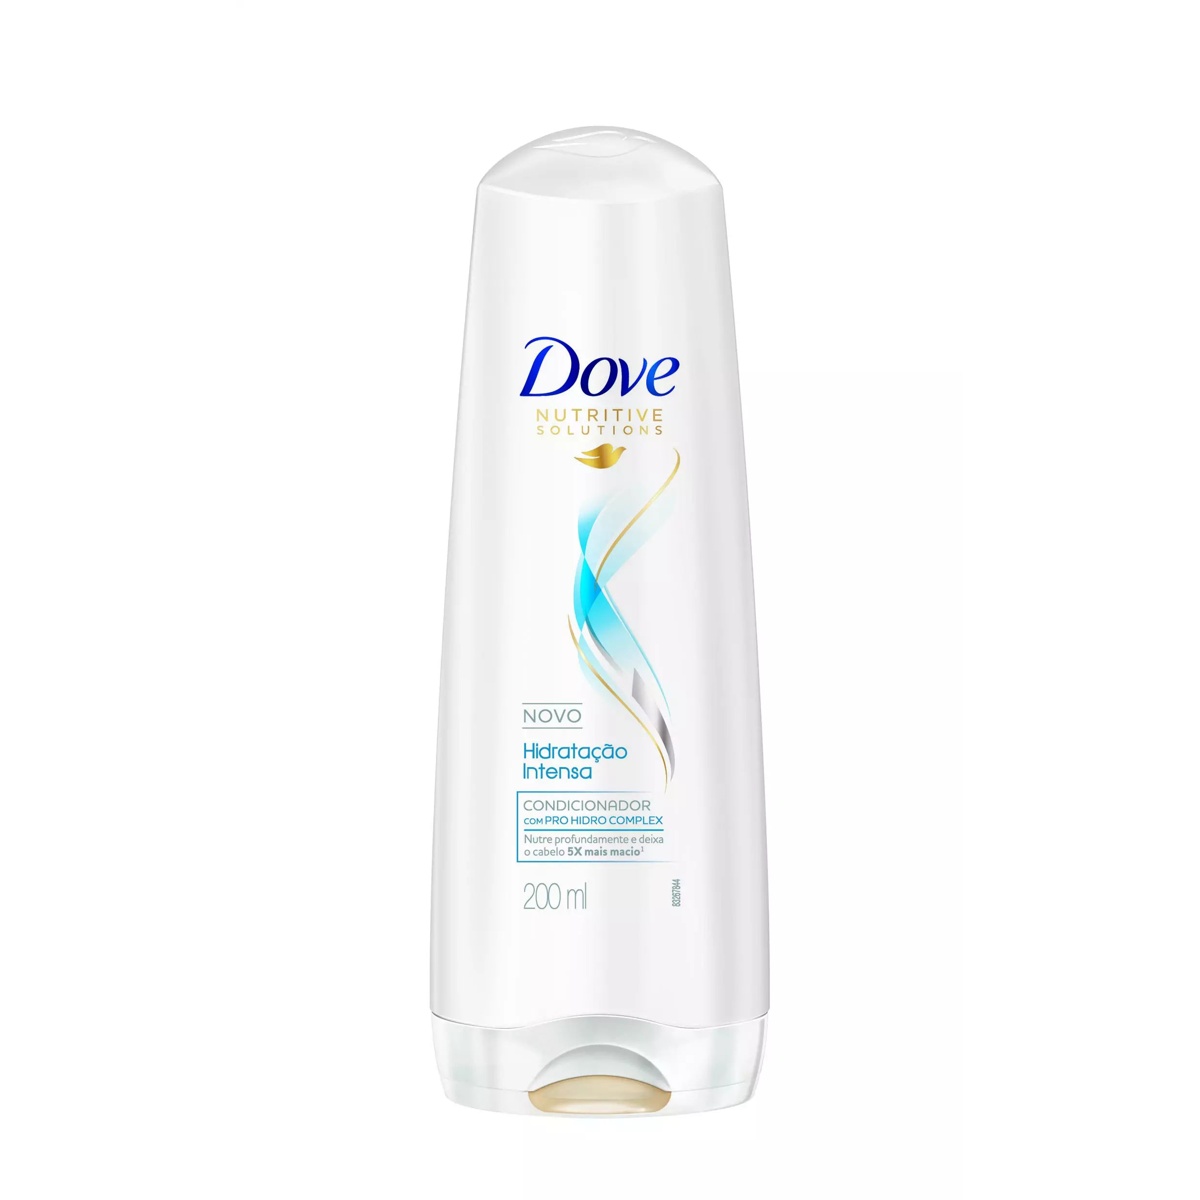 Dove
NUTRITIVE
SOLUTIONS
NOVO
Hidratação
Intensa
CONDICIONADOR
COM PRO HIDRO COMPLEX
Nutre profundamente e deixa
o cabelo 5X mais macio¹
200 ml
83267844